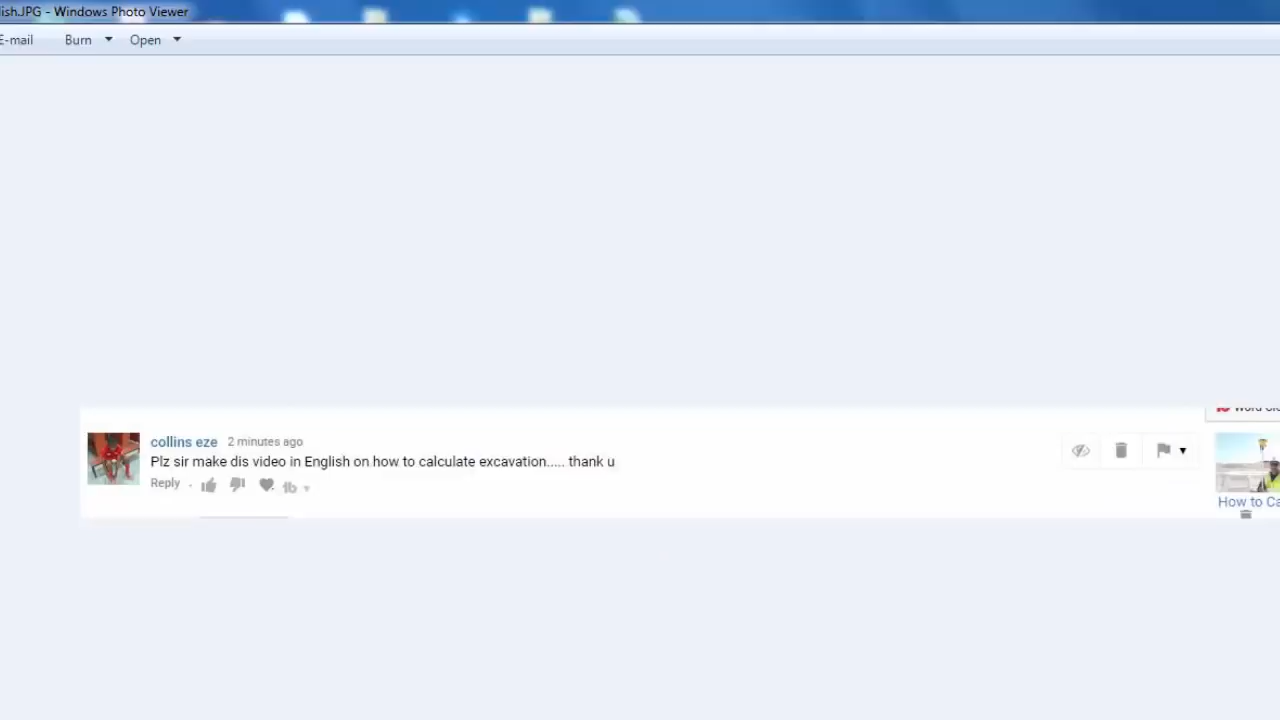 lish.JPG - Windows Photo Viewer
E-mail Burn Open
collins eze 2 minutes ago
Plz sir make dis video in English on how to calculate excavation..... thank u
Reply
How to Ca